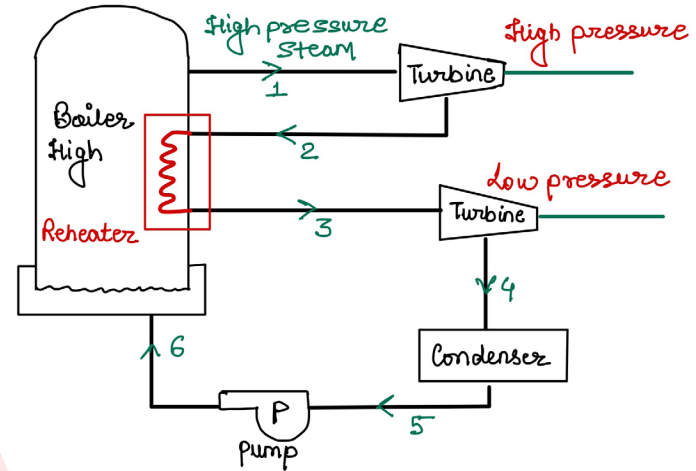 High pressure
Steam
High pressure
Turbine
1
Boiler
High
2
Low pressure
Turbine
3
Reheater
4
6
Condenser
P
5
pump